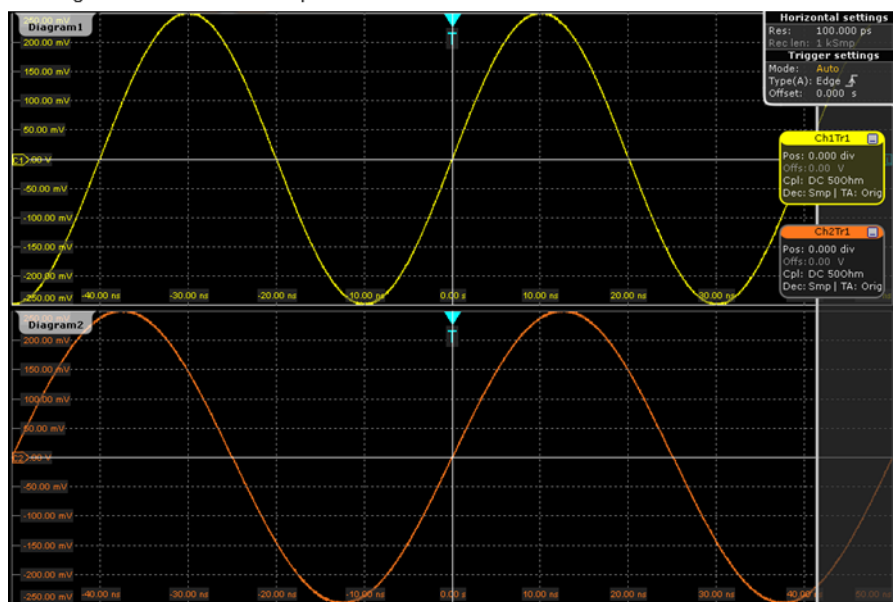 Diagram1
200.00 mV
150.00 mV
100.00 mV
50.00 mV
C1
0.00 V
-50.00 mV
-100.00 mV
-150.00 mV
-200.00 mV
-250.00 mV
-40.00 ns
-30.00 ns
-20.00 ns
-10.00 ns
0.00 s
10.00 ns
20.00 ns
30.00 ns
T
Horizontal settings
Res: 100.000 ps
Rec len: 1 kSmp
Trigger settings
Mode: Auto
Type(A): Edge
Offset: 0.000 s
Ch1Tr1
Pos: 0.000 div
Offs:0.00 V
Cpl: DC 50Ohm
Dec: Smp | TA: Orig
Ch2Tr1
Pos: 0.000 div
Offs:0.00 V
Cpl: DC 50Ohm
Dec: Smp | TA: Orig
Diagram2
200.00 mV
150.00 mV
100.00 mV
50.00 mV
C2
0.00 V
-50.00 mV
-100.00 mV
-150.00 mV
-200.00 mV
-250.00 mV
-40.00 ns
-30.00 ns
-20.00 ns
-10.00 ns
0.00 s
10.00 ns
20.00 ns
30.00 ns
40.00 ns
50.00 ns
T